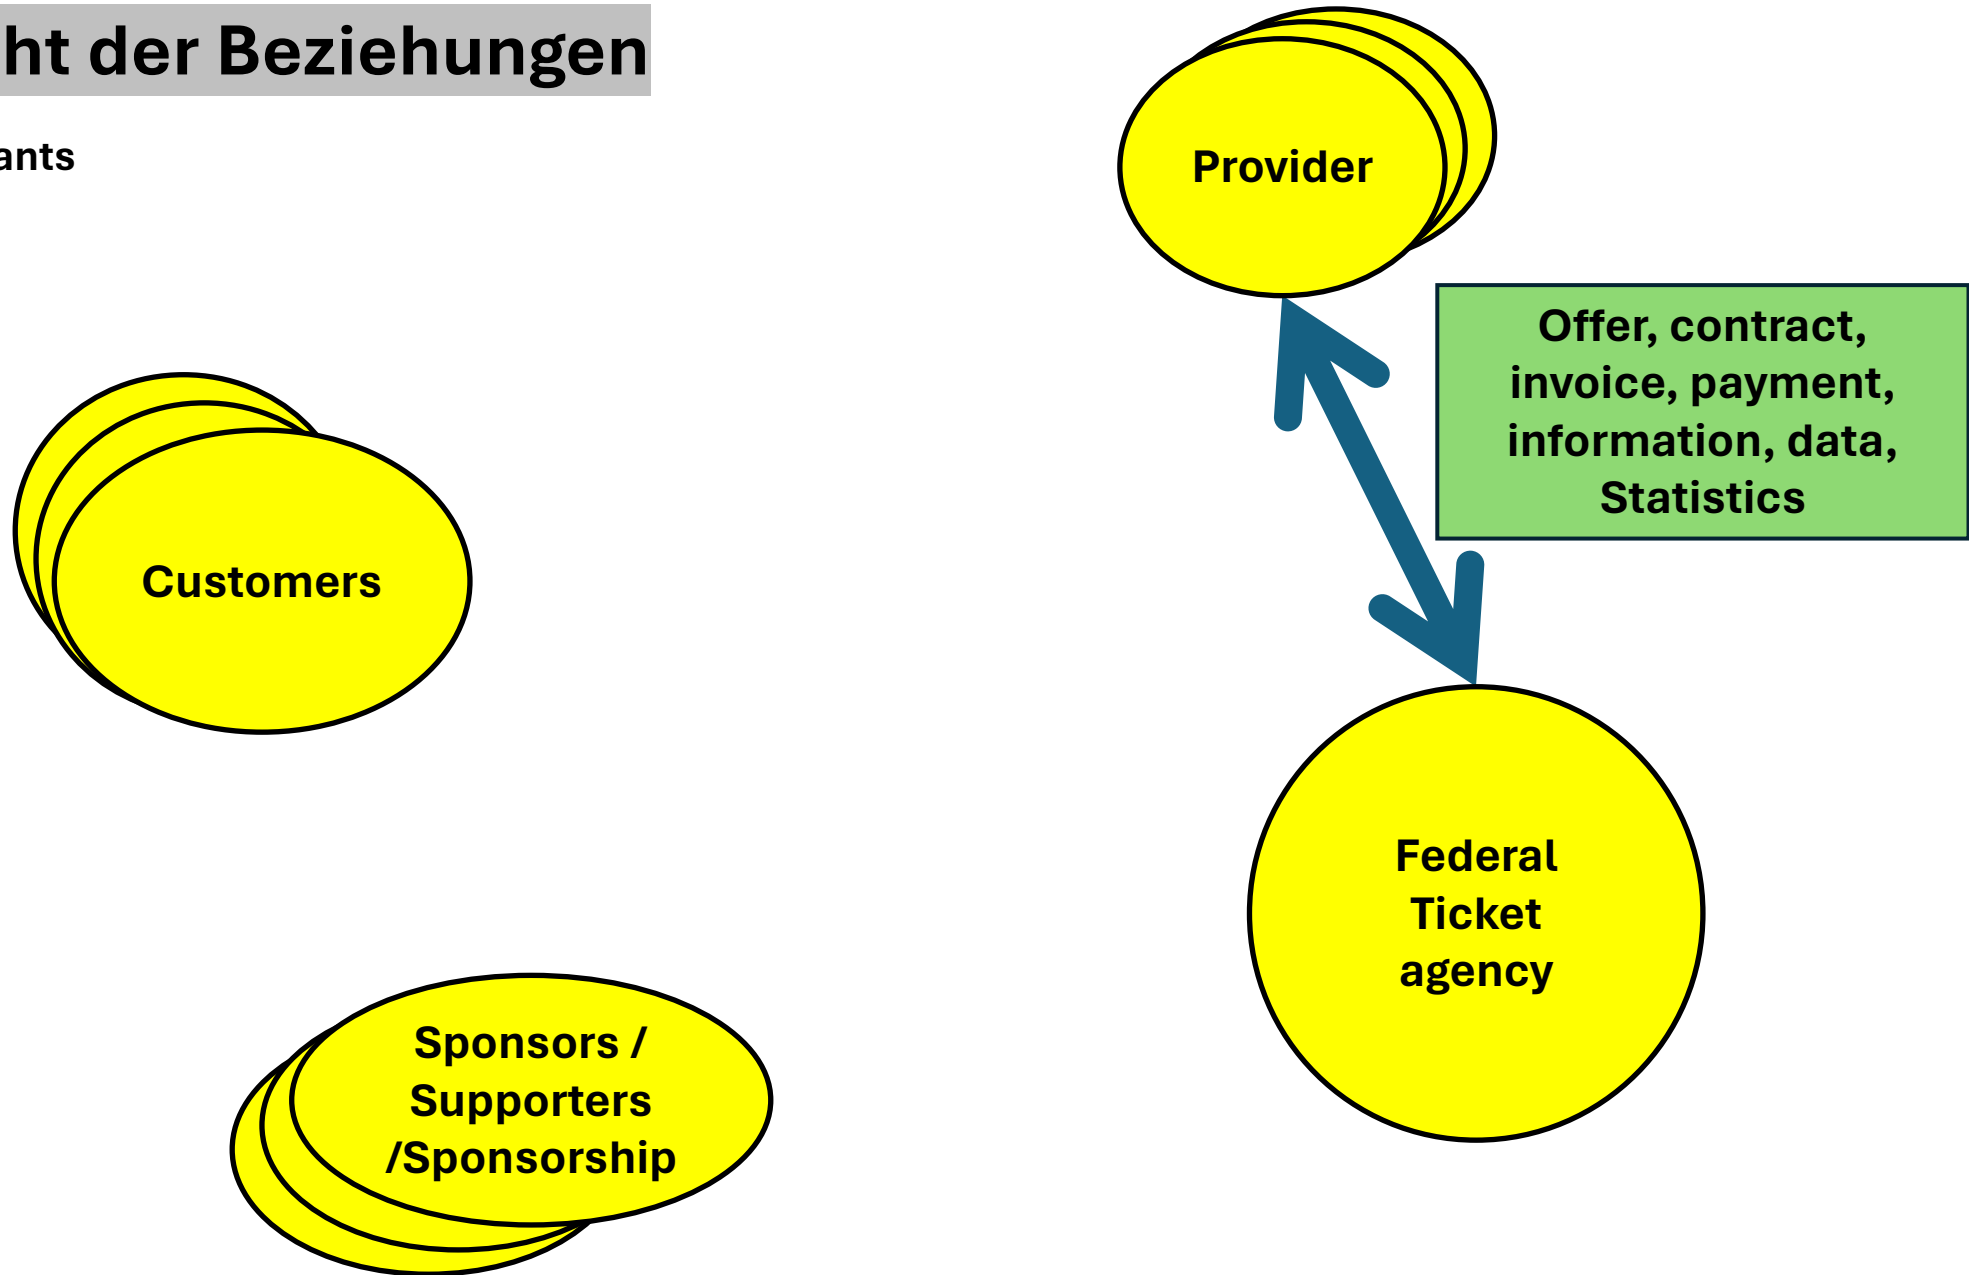 ht der Beziehungen
ants
Provider
Offer, contract,
invoice, payment,
information, data,
Statistics
Customers
Federal
Ticket
agency
Sponsors /
Supporters
/Sponsorship